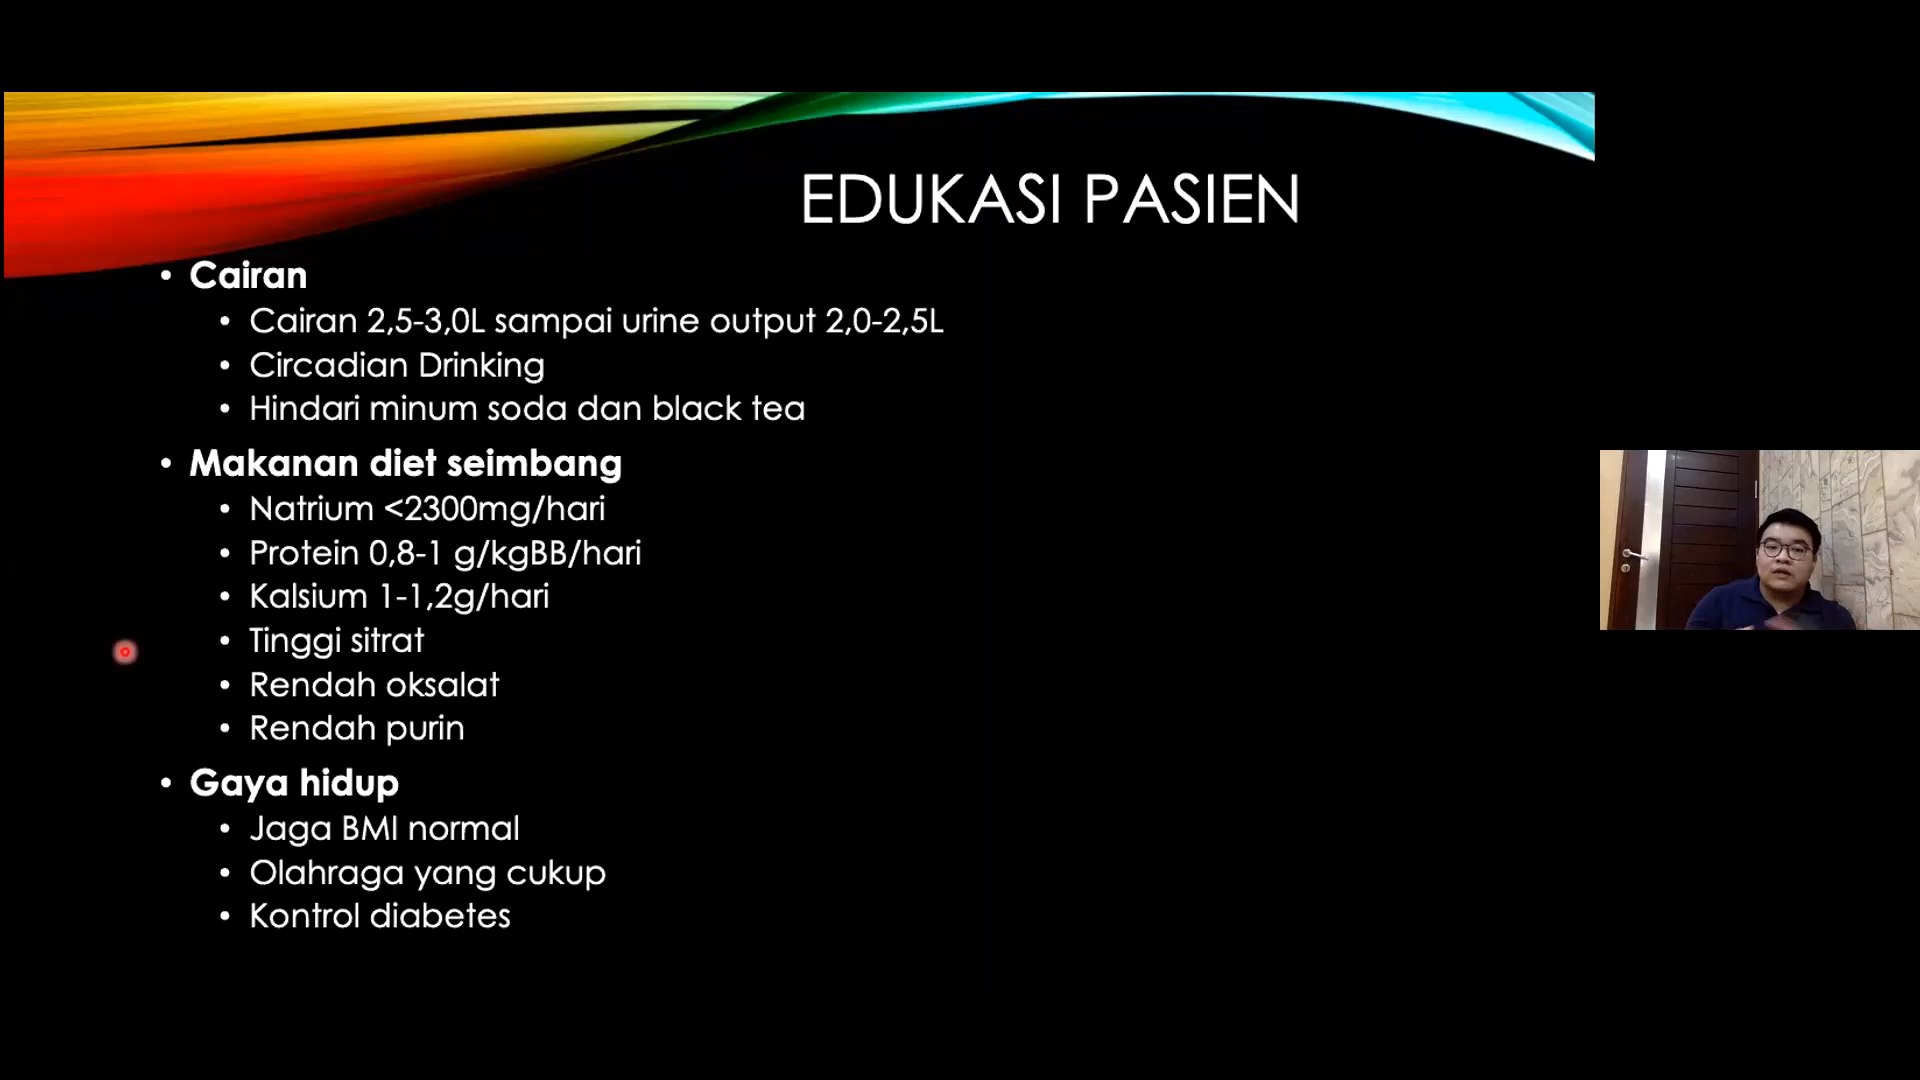 EDUKASI PASIEN
• Cairan
• Cairan 2,5-3,0L sampai urine output 2,0-2,5L
• Circadian Drinking
• Hindari minum soda dan black tea
• Makanan diet seimbang
• Natrium <2300mg/hari
• Protein 0,8-1 g/kgBB/hari
• Kalsium 1-1,2g/hari
• Tinggi sitrat
• Rendah oksalat
• Rendah purin
• Gaya hidup
• Jaga BMI normal
• Olahraga yang cukup
• Kontrol diabetes